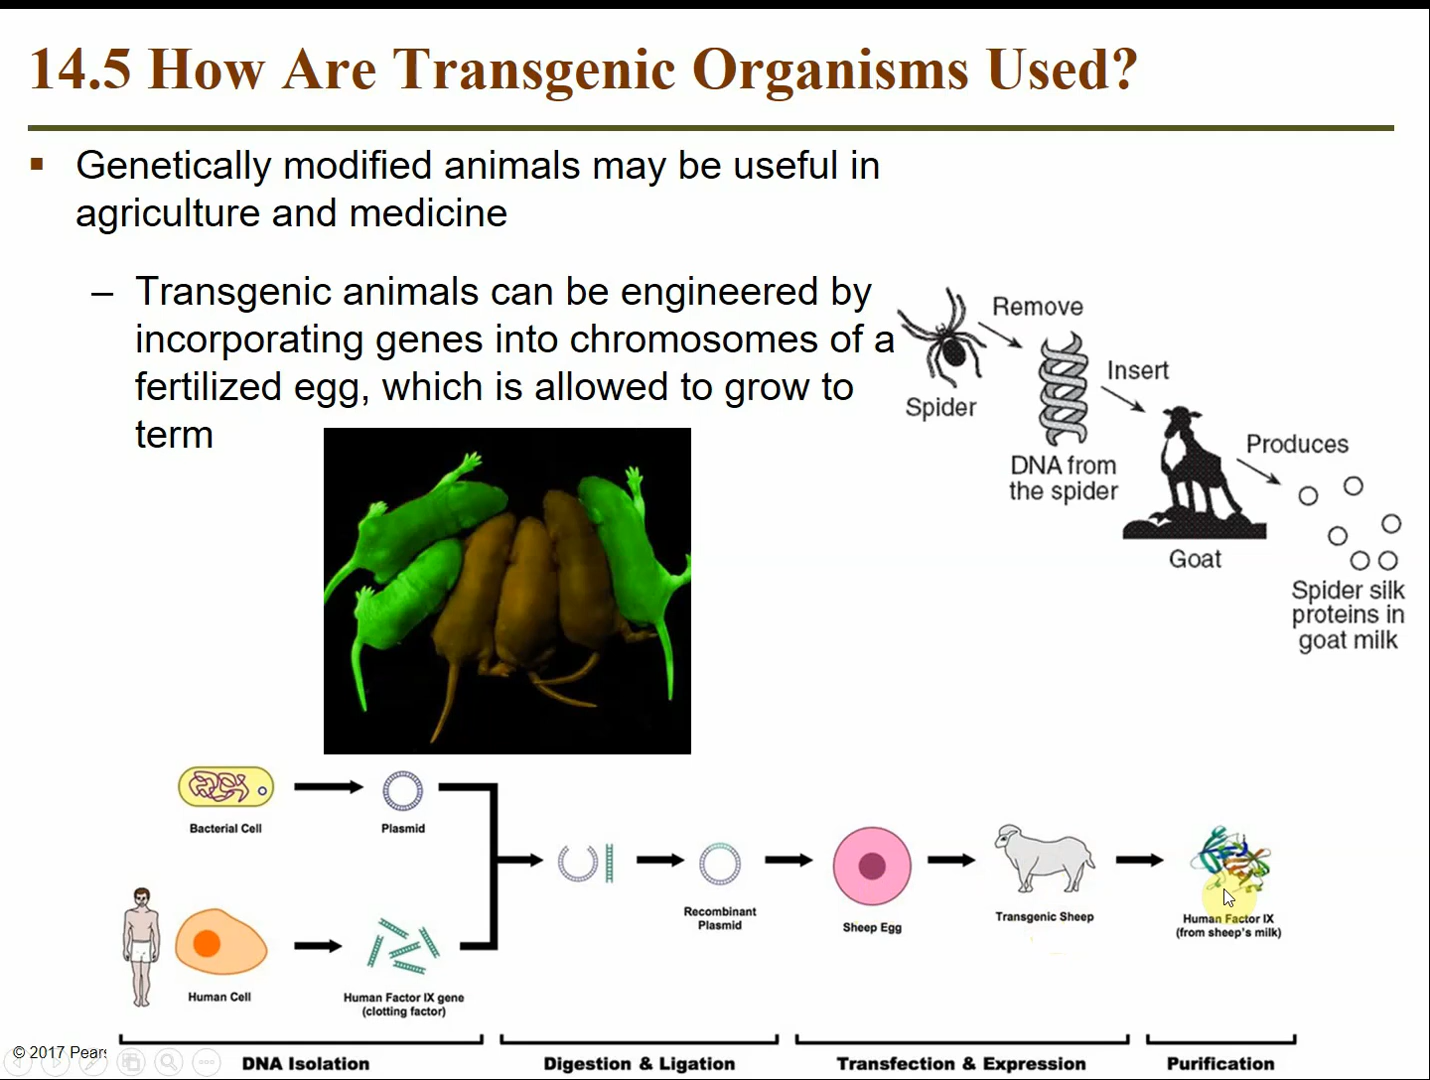 14.5 How Are Transgenic Organisms Used?
Genetically modified animals may be useful in
agriculture and medicine
– Transgenic animals can be engineered by
incorporating genes into chromosomes of a
fertilized egg, which is allowed to grow to
term
Remove
Spider
Insert
DNA from
the spider
Produces
Goat
Spider silk
proteins in
goat milk
Bacterial Cell
Plasmid
Human Cell
Human Factor IX gene
(clotting factor)
Recombinant
Plasmid
Sheep Egg
Transgenic Sheep
Human Factor IX
(from sheep's milk)
DNA Isolation
Digestion & Ligation
Transfection & Expression
Purification
© 2017